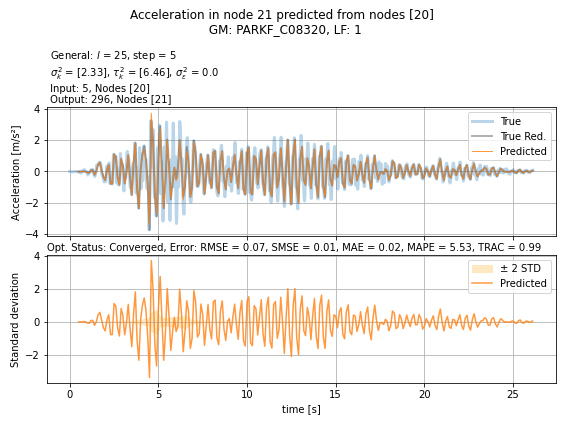 Acceleration in node 21 predicted from nodes [20]
GM: PARKF_C08320, LF: 1
General: l = 25, step = 5
σ²ₖ = [2.33], τ²ₖ = [6.46], σ²_ε = 0.0
Input: 5, Nodes [20]
Output: 296, Nodes [21]
4
2
0
−2
−4
Acceleration [m/s²]
True
True Red.
Predicted
Opt. Status: Converged, Error: RMSE = 0.07, SMSE = 0.01, MAE = 0.02, MAPE = 5.53, TRAC = 0.99
4
2
0
−2
Standard deviation
± 2 STD
Predicted
0 5 10 15 20 25
time [s]